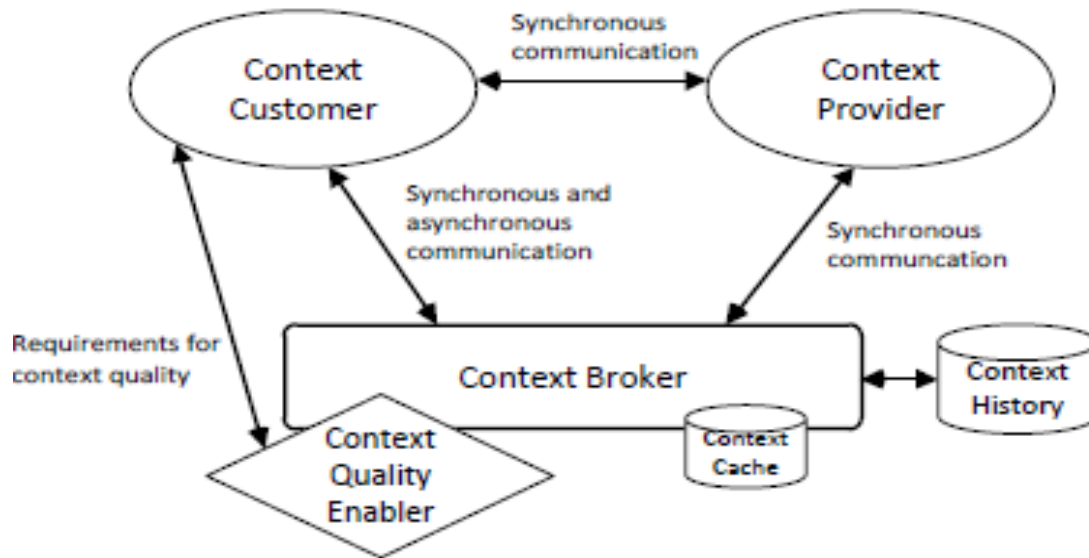 Synchronous
communication
Context
Customer
Context
Provider
Synchronous and
asynchronous
communication
Synchronous
communcation
Requirements for
context quality
Context Broker
Context
History
Context
Cache
Context
Quality
Enabler